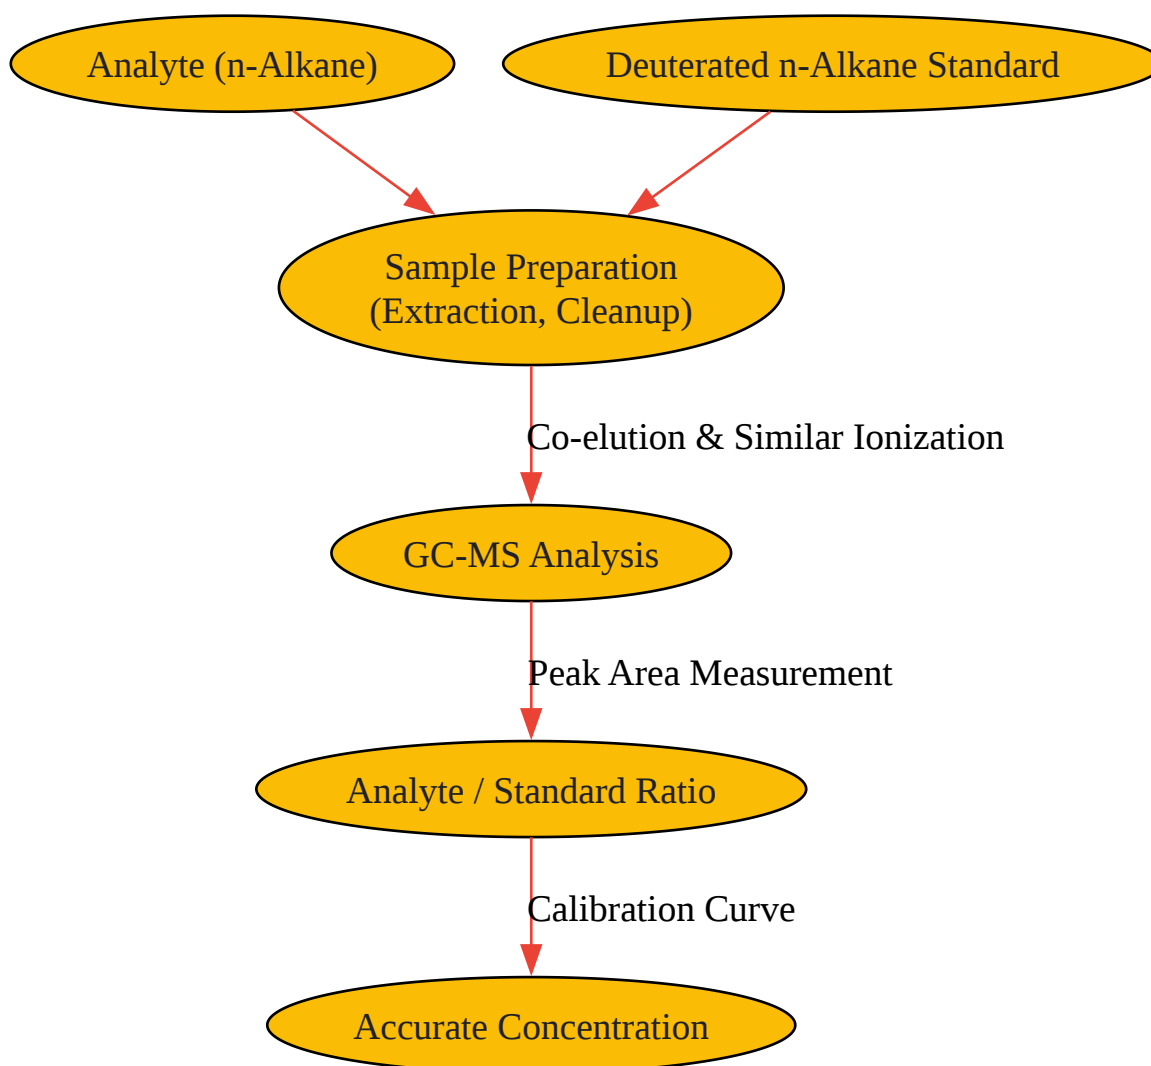 Analyte (n-Alkane)
Deuterated n-Alkane Standard
Sample Preparation
(Extraction, Cleanup)
Co-elution & Similar Ionization
GC-MS Analysis
Peak Area Measurement
Analyte / Standard Ratio
Calibration Curve
Accurate Concentration